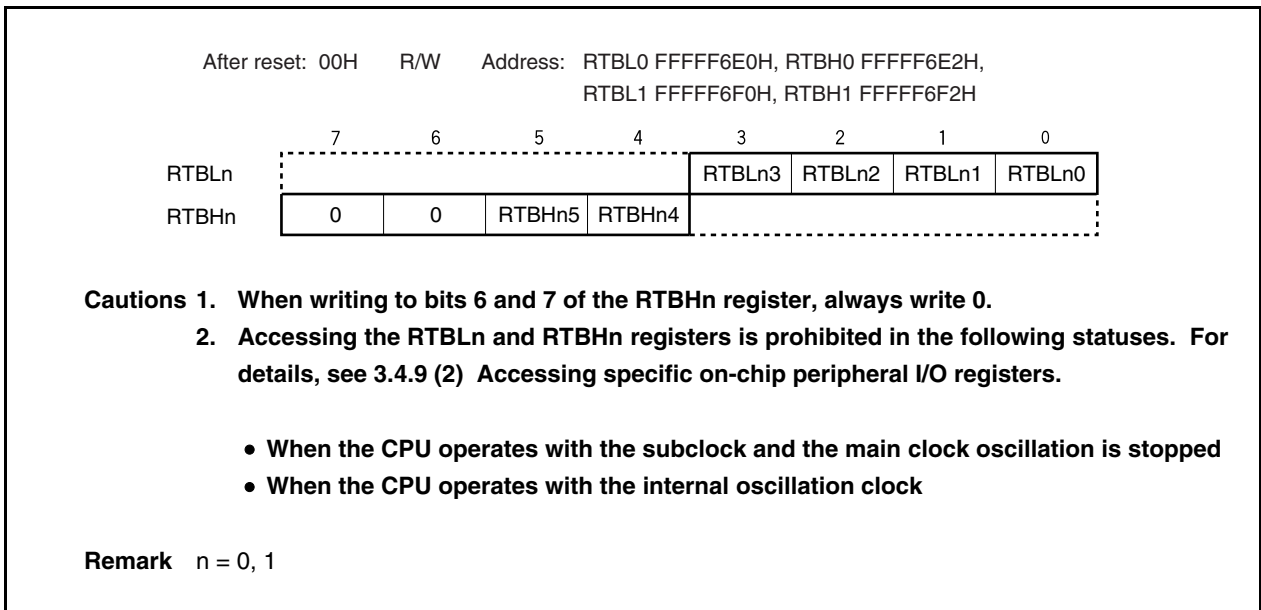 After reset: 00H R/W Address: RTBL0 FFFFF6E0H, RTBH0 FFFFF6E2H,
RTBL1 FFFFF6F0H, RTBH1 FFFFF6F2H
7 6 5 4 3 2 1 0
RTBLn RTBLn3 RTBLn2 RTBLn1 RTBLn0
RTBHn 0 0 RTBHn5 RTBHn4
Cautions 1. When writing to bits 6 and 7 of the RTBHn register, always write 0.
2. Accessing the RTBLn and RTBHn registers is prohibited in the following statuses. For
details, see 3.4.9 (2) Accessing specific on-chip peripheral I/O registers.
• When the CPU operates with the subclock and the main clock oscillation is stopped
• When the CPU operates with the internal oscillation clock
Remark n = 0, 1